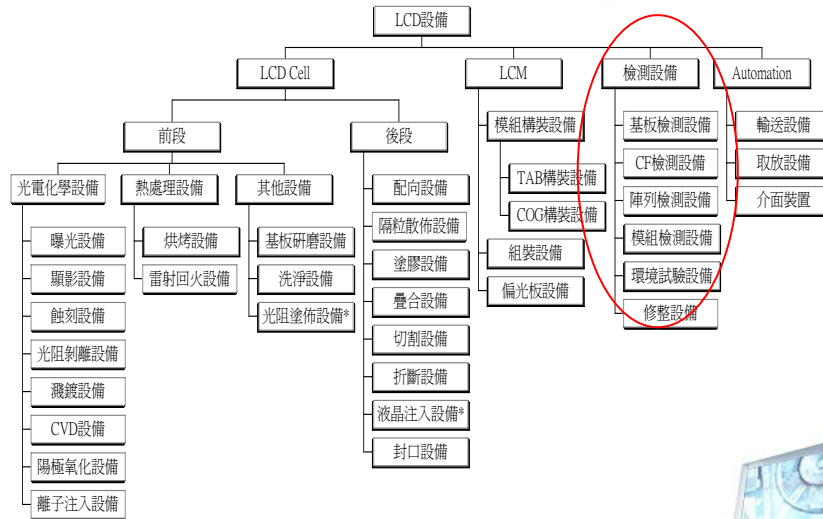 LCD設備
LCD Cell
LCM
檢測設備
Automation
前段
後段
光電化學設備
曝光設備
顯影設備
蝕刻設備
光阻剝離設備
濺鍍設備
CVD設備
陽極氧化設備
離子注入設備
熱處理設備
烘烤設備
雷射回火設備
其他設備
基板研磨設備
洗淨設備
光阻塗佈設備*
配向設備
隔粒散佈設備
塗膠設備
疊合設備
切割設備
折斷設備
液晶注入設備*
封口設備
模組構裝設備
TAB構裝設備
COG構裝設備
組裝設備
偏光板設備
基板檢測設備
CF檢測設備
陣列檢測設備
模組檢測設備
環境試驗設備
修整設備
輸送設備
取放設備
介面裝置